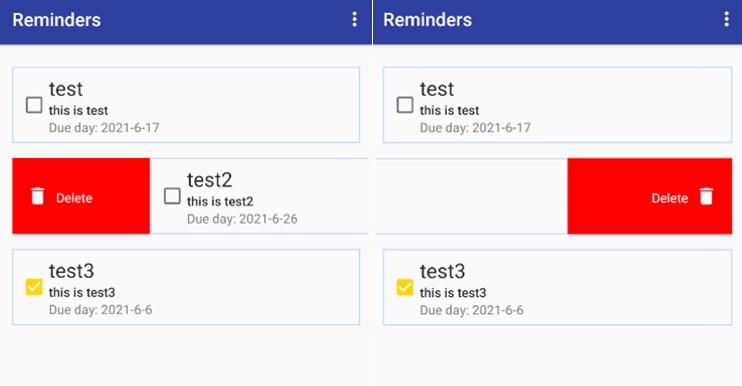 Reminders
test
this is test
Due day: 2021-6-17
Delete
test2
this is test2
Due day: 2021-6-26
test3
this is test3
Due day: 2021-6-6
Reminders
test
this is test
Due day: 2021-6-17
Delete
test3
this is test3
Due day: 2021-6-6